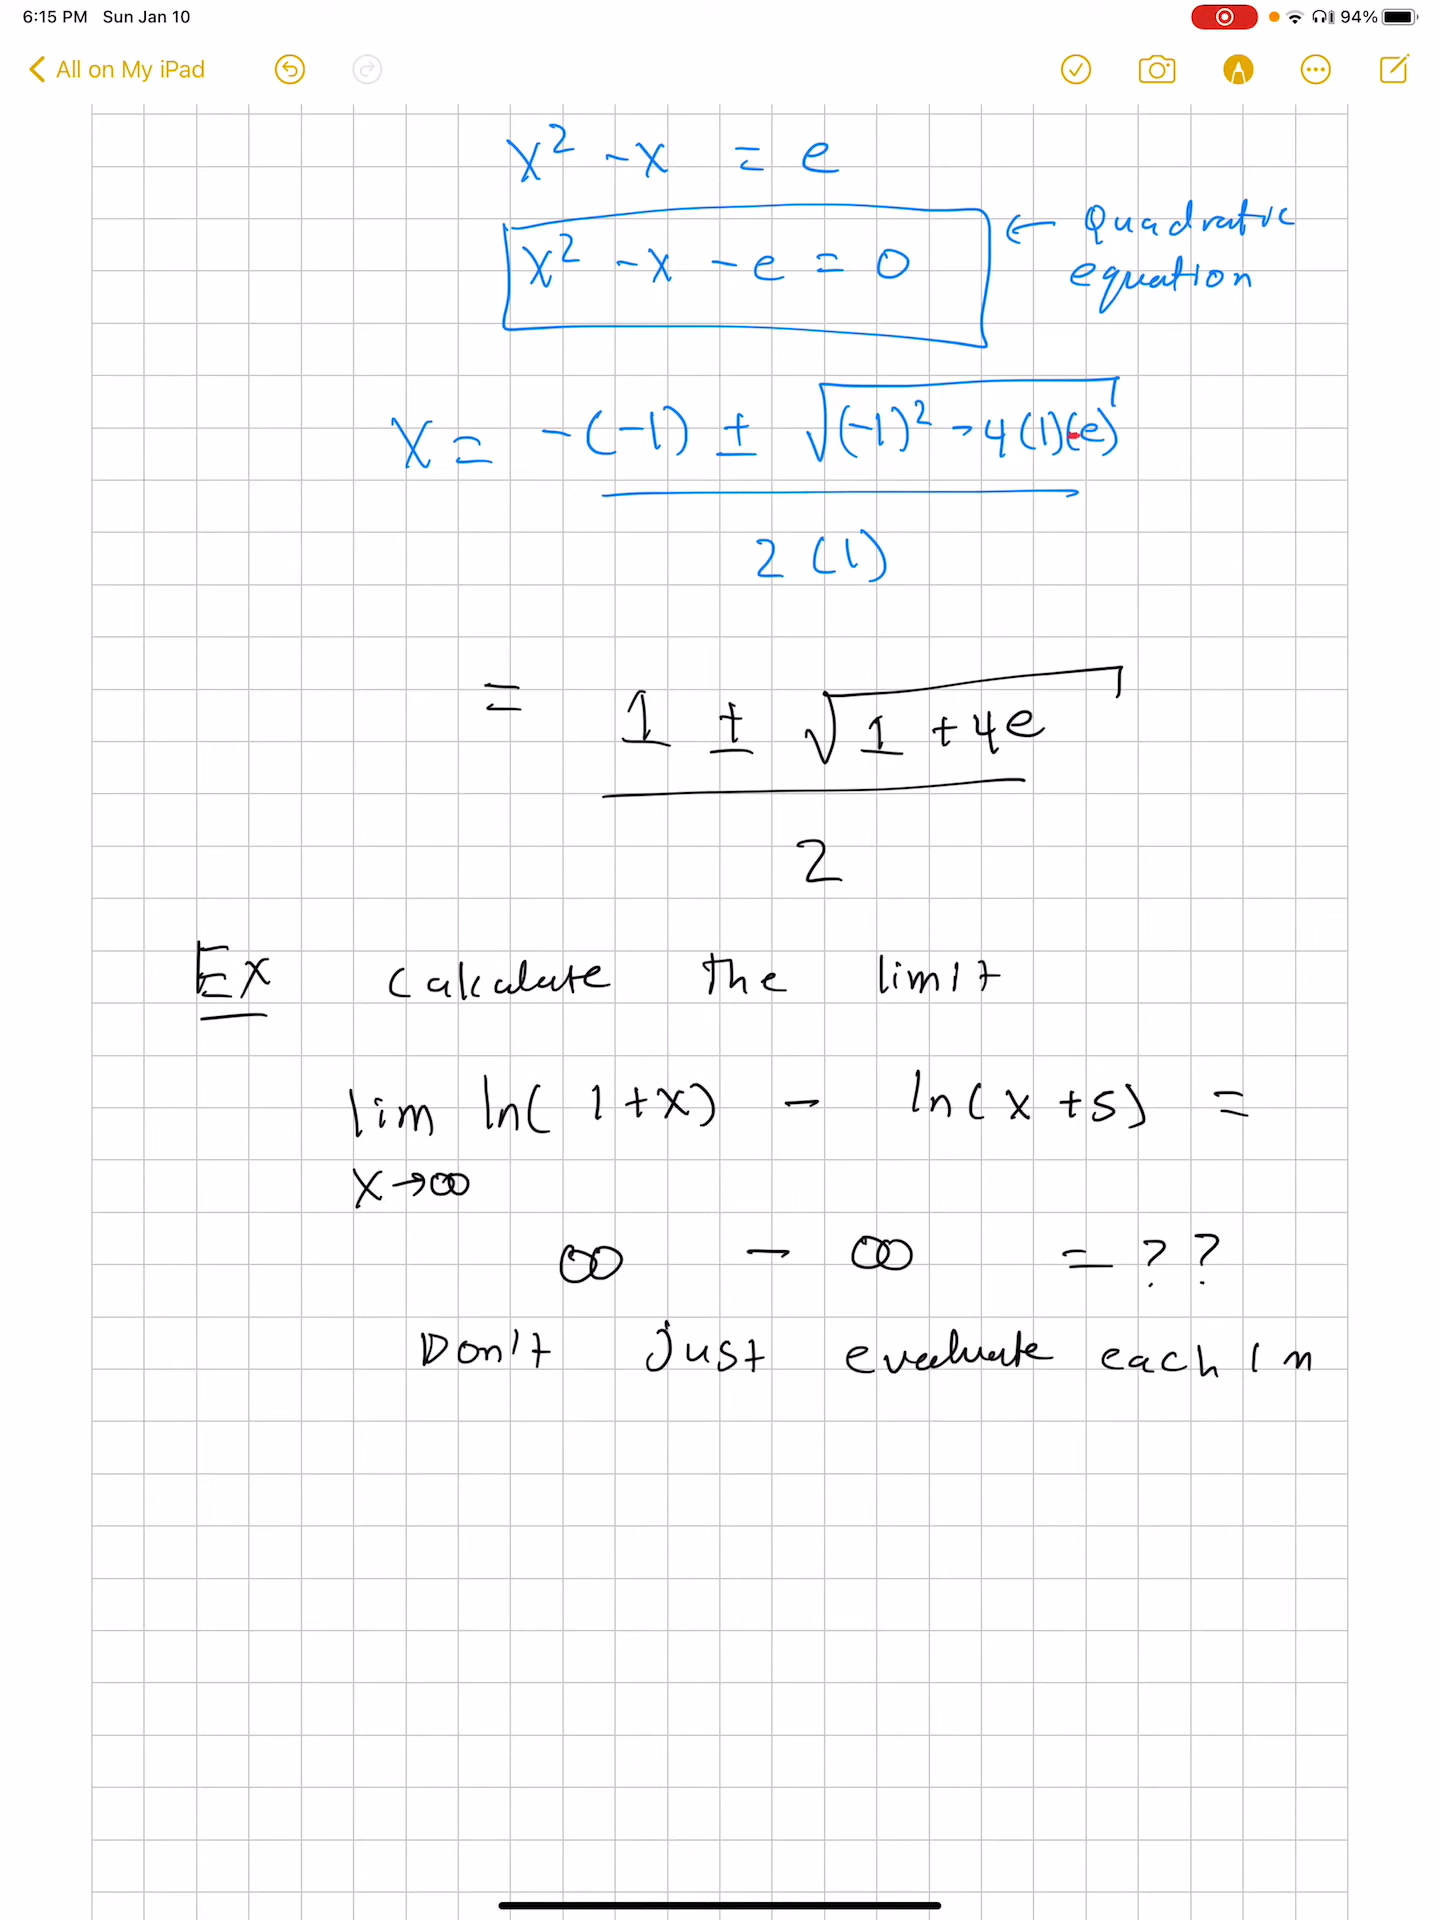 6:15 PM Sun Jan 10 94%
All on My iPad
x² - x = e
x² - x - e = 0 ← Quadratic
equation
x = -(-1) ± √((-1)² - 4(1)(-e))
2(1)
= 1 ± √(1 + 4e)
2
Ex Calculate the limit
lim ln(1+x) - ln(x+5) =
x→∞
∞ - ∞ = ??
Don't just evaluate each ln